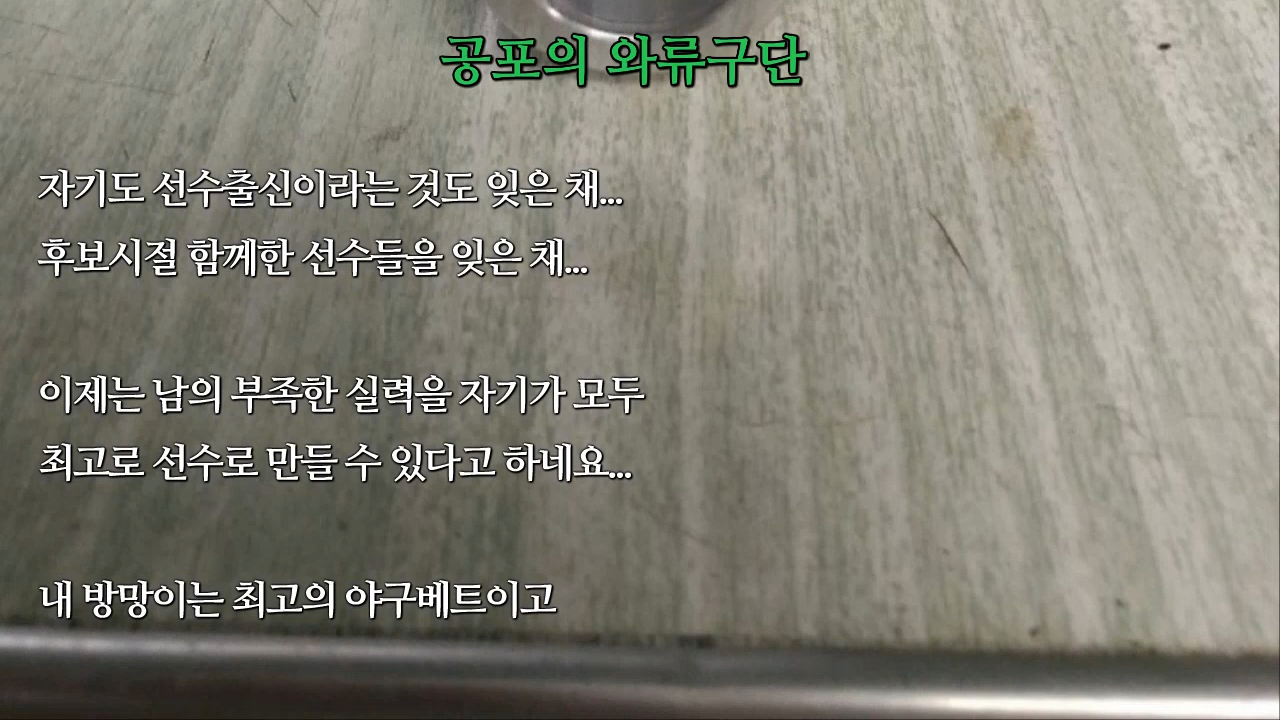 공포의 와류구단
자기도 선수출신이라는 것도 잊은 채...
후보시절 함께한 선수들을 잊은 채...
이제는 남의 부족한 실력을 자기가 모두
최고로 선수로 만들 수 있다고 하네요...
내 방망이는 최고의 야구베트이고